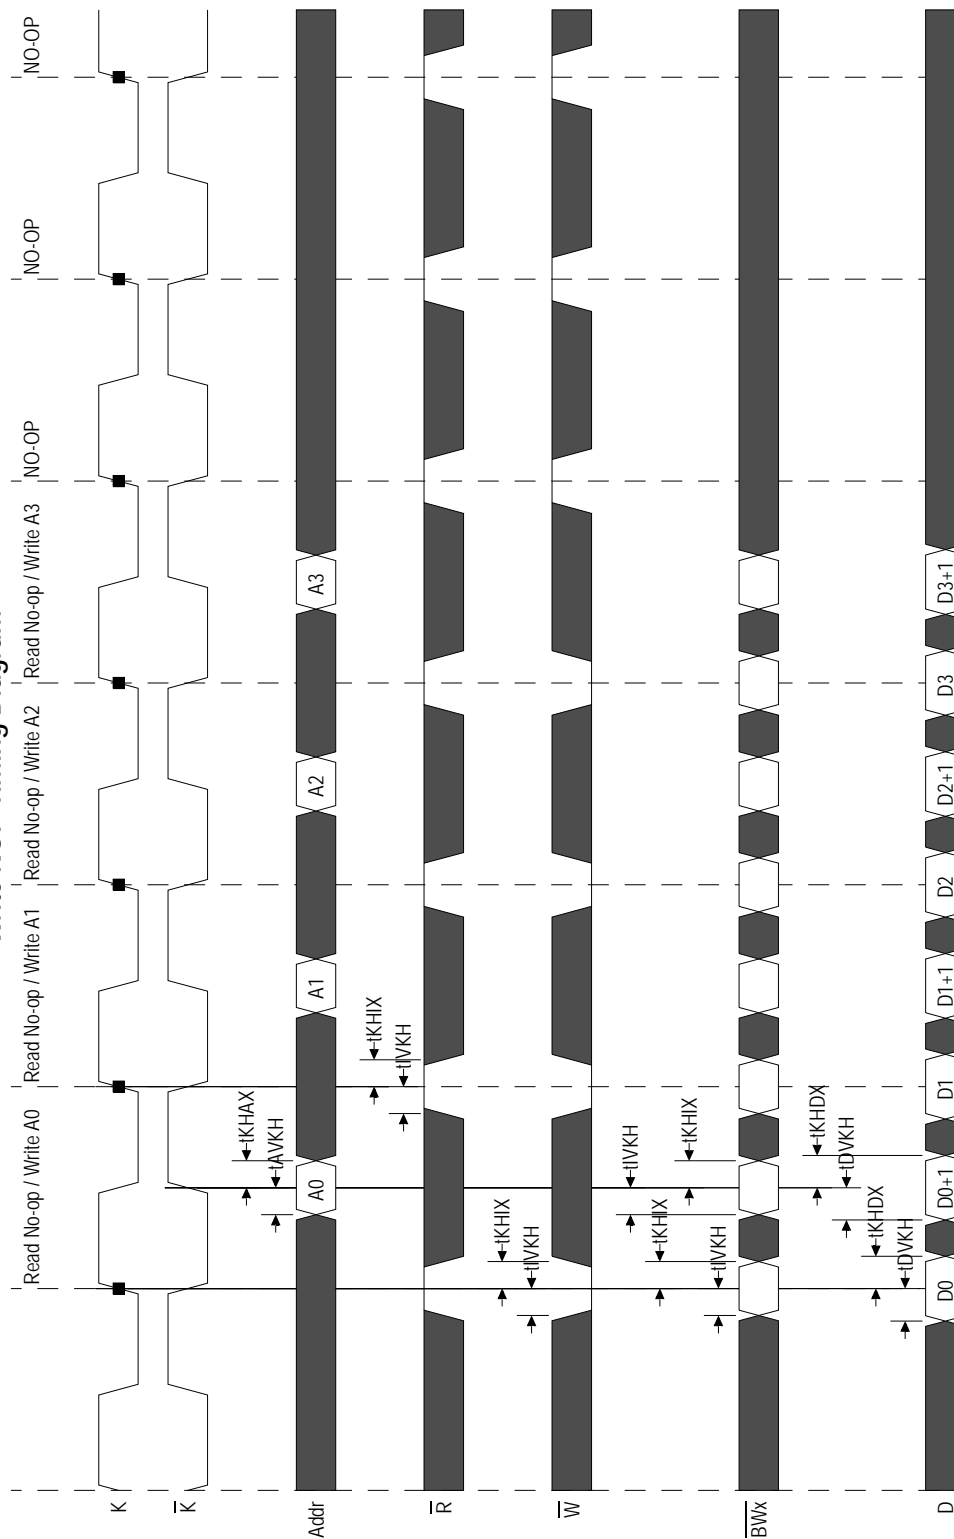 Timing Diagram
Read No-op / Write A0 Read No-op / Write A1 Read No-op / Write A2 Read No-op / Write A3 NO-OP NO-OP NO-OP
K
K̅
tKHAX
tAVKH
Addr A0 A1 A2 A3
tKHIX
tIVKH
R̅
tKHIX
tIVKH
W̅
tIVKH
tKHIX
tKHIX
tIVKH
B̅W̅x̅
tKHDX
tDVKH
tKHDX
tDVKH
D D0 D0+1 D1 D1+1 D2 D2+1 D3 D3+1